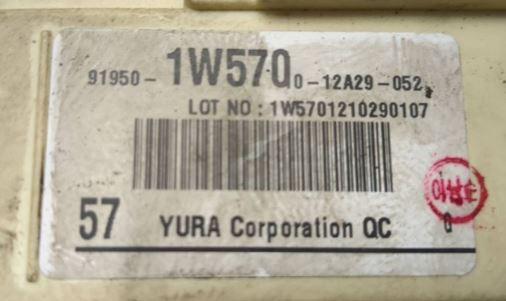 91950-1W570 0-12A29-052
LOT NO : 1W5701210290107
57 YURA Corporation QC